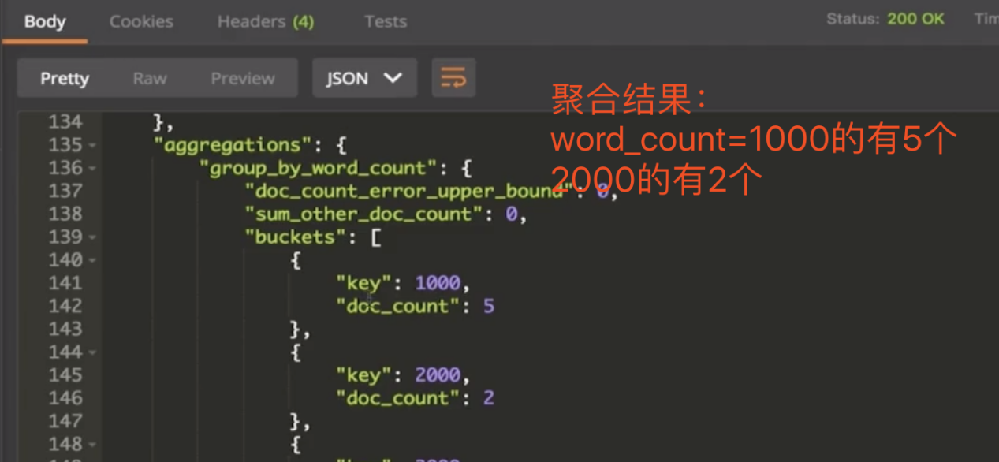 Body Cookies Headers (4) Tests Status: 200 OK
Pretty Raw Preview JSON
聚合结果：
word_count=1000的有5个
2000的有2个
134 },
135 "aggregations": {
136 "group_by_word_count": {
137 "doc_count_error_upper_bound": 0,
138 "sum_other_doc_count": 0,
139 "buckets": [
140 {
141 "key": 1000,
142 "doc_count": 5
143 },
144 {
145 "key": 2000,
146 "doc_count": 2
147 },
148 {